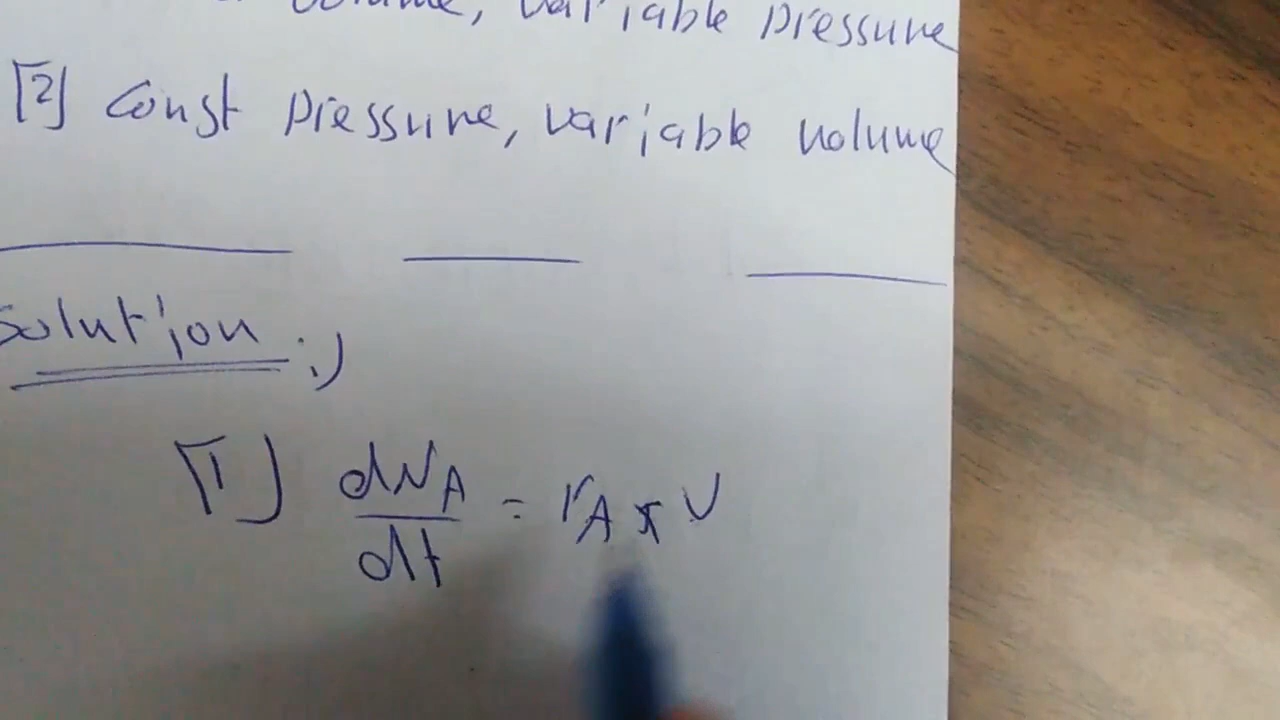 volume, variable pressure
[2] Const pressure, variable volume
Solution :)
[1] dNA/dt = rA * V